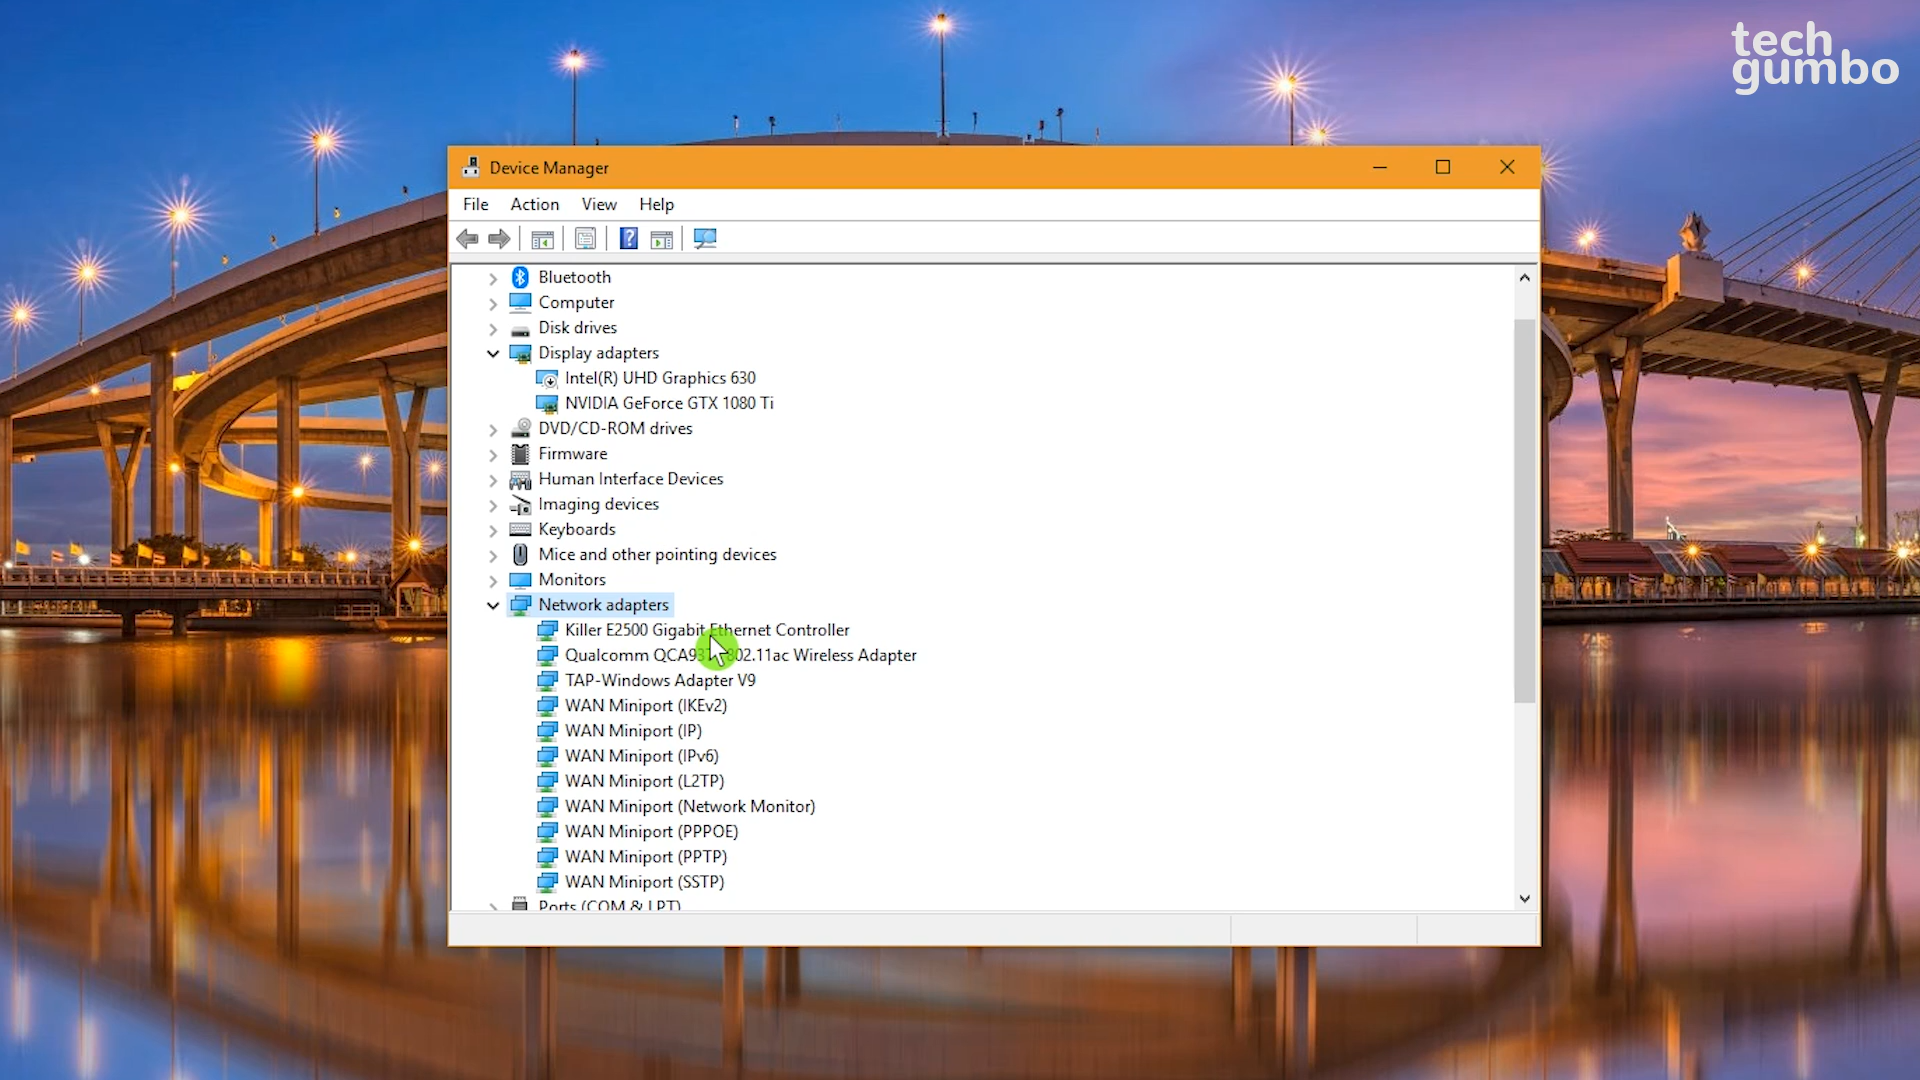 tech
gumbo
Device Manager
File Action View Help
Bluetooth
Computer
Disk drives
Display adapters
Intel(R) UHD Graphics 630
NVIDIA GeForce GTX 1080 Ti
DVD/CD-ROM drives
Firmware
Human Interface Devices
Imaging devices
Keyboards
Mice and other pointing devices
Monitors
Network adapters
Killer E2500 Gigabit Ethernet Controller
Qualcomm 802.11ac Wireless Adapter
TAP-Windows Adapter V9
WAN Miniport (IKEv2)
WAN Miniport (IP)
WAN Miniport (IPv6)
WAN Miniport (L2TP)
WAN Miniport (Network Monitor)
WAN Miniport (PPPOE)
WAN Miniport (PPTP)
WAN Miniport (SSTP)
Ports (COM & LPT)